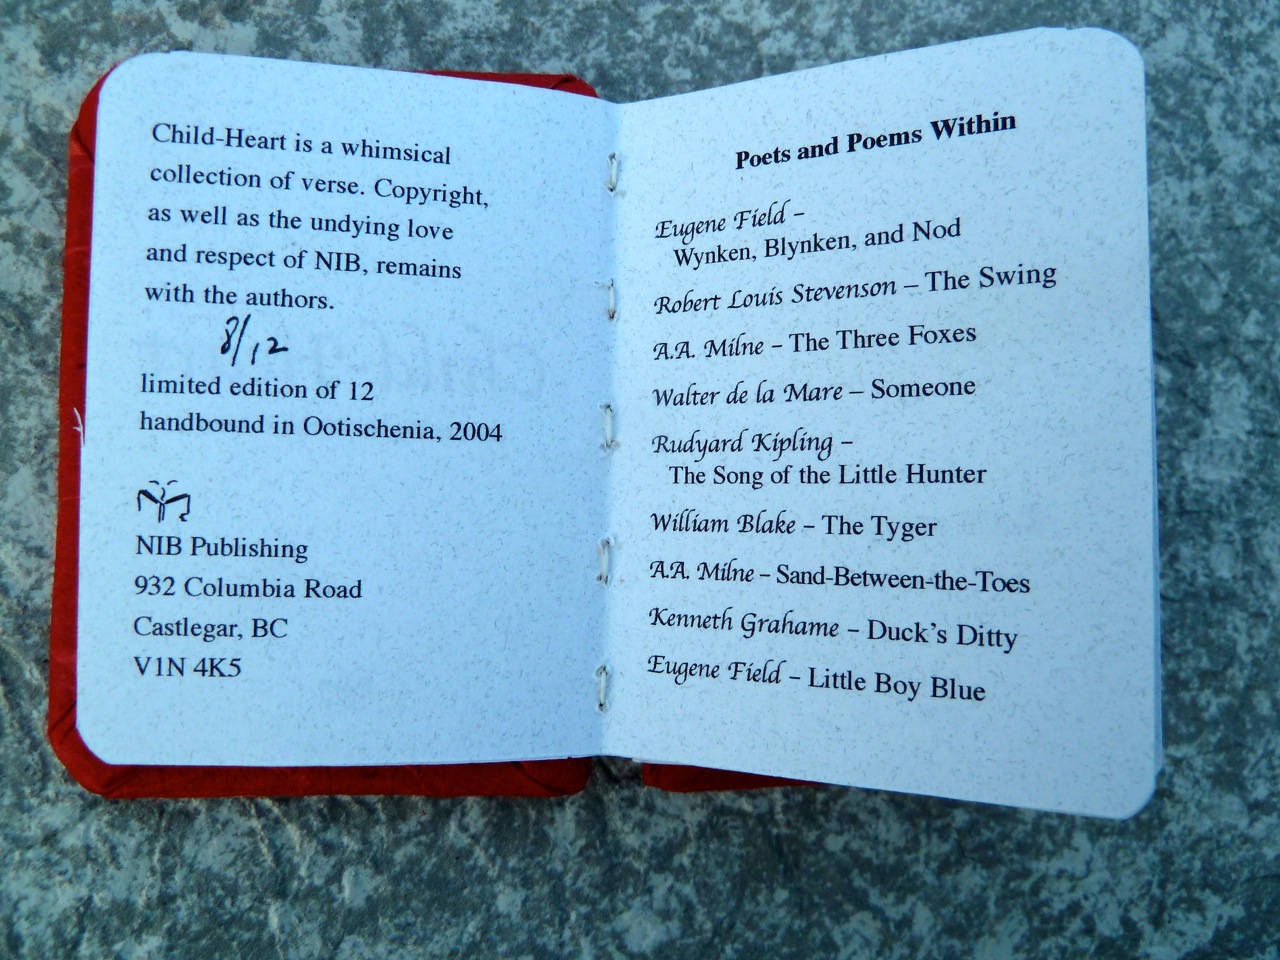 Child-Heart is a whimsical
collection of verse. Copyright,
as well as the undying love
and respect of NIB, remains
with the authors.
8/12
limited edition of 12
handbound in Ootischenia, 2004
NIB Publishing
932 Columbia Road
Castlegar, BC
V1N 4K5
Poets and Poems Within
Eugene Field –
Wynken, Blynken, and Nod
Robert Louis Stevenson – The Swing
A.A. Milne – The Three Foxes
Walter de la Mare – Someone
Rudyard Kipling –
The Song of the Little Hunter
William Blake – The Tyger
A.A. Milne – Sand-Between-the-Toes
Kenneth Grahame – Duck's Ditty
Eugene Field – Little Boy Blue